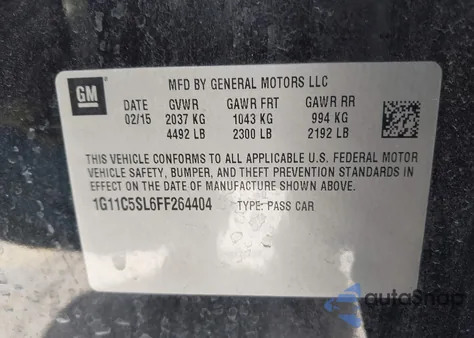 GM
MFD BY GENERAL MOTORS LLC
DATE GVWR GAWR FRT GAWR RR
02/15 2037 KG 1043 KG 994 KG
4492 LB 2300 LB 2192 LB
THIS VEHICLE CONFORMS TO ALL APPLICABLE U.S. FEDERAL MOTOR
VEHICLE SAFETY, BUMPER, AND THEFT PREVENTION STANDARDS IN
EFFECT ON THE DATE OF MANUFACTURE SHOWN ABOVE.
1G11C5SL6FF264404 TYPE: PASS CAR
autoShop